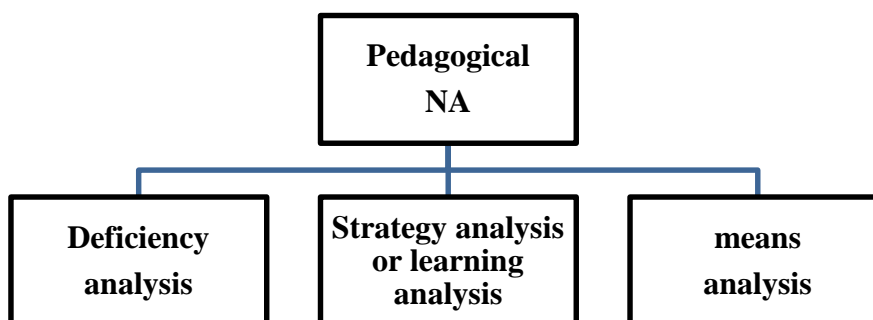 Pedagogical
NA
Deficiency
analysis
Strategy analysis
or learning
analysis
means
analysis